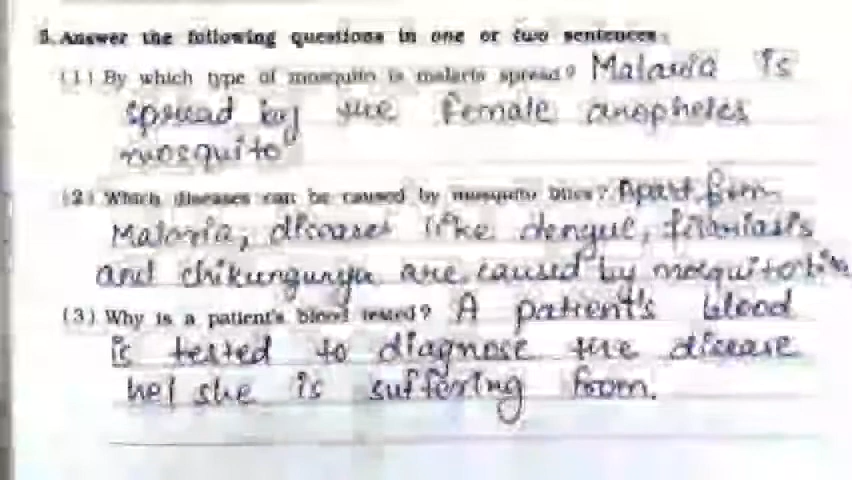 3. Answer the following questions in one or two sentences:
(1) By which type of mosquito is malaria spread? Malaria is
spread by the female anopheles
mosquito
(2) Which diseases can be caused by mosquito bites? Apart from
Malaria, diseases like dengue, filariasis
and chikungunya are caused by mosquito bites
(3) Why is a patient's blood tested? A patient's blood
is tested to diagnose the disease
he/ she is suffering from.